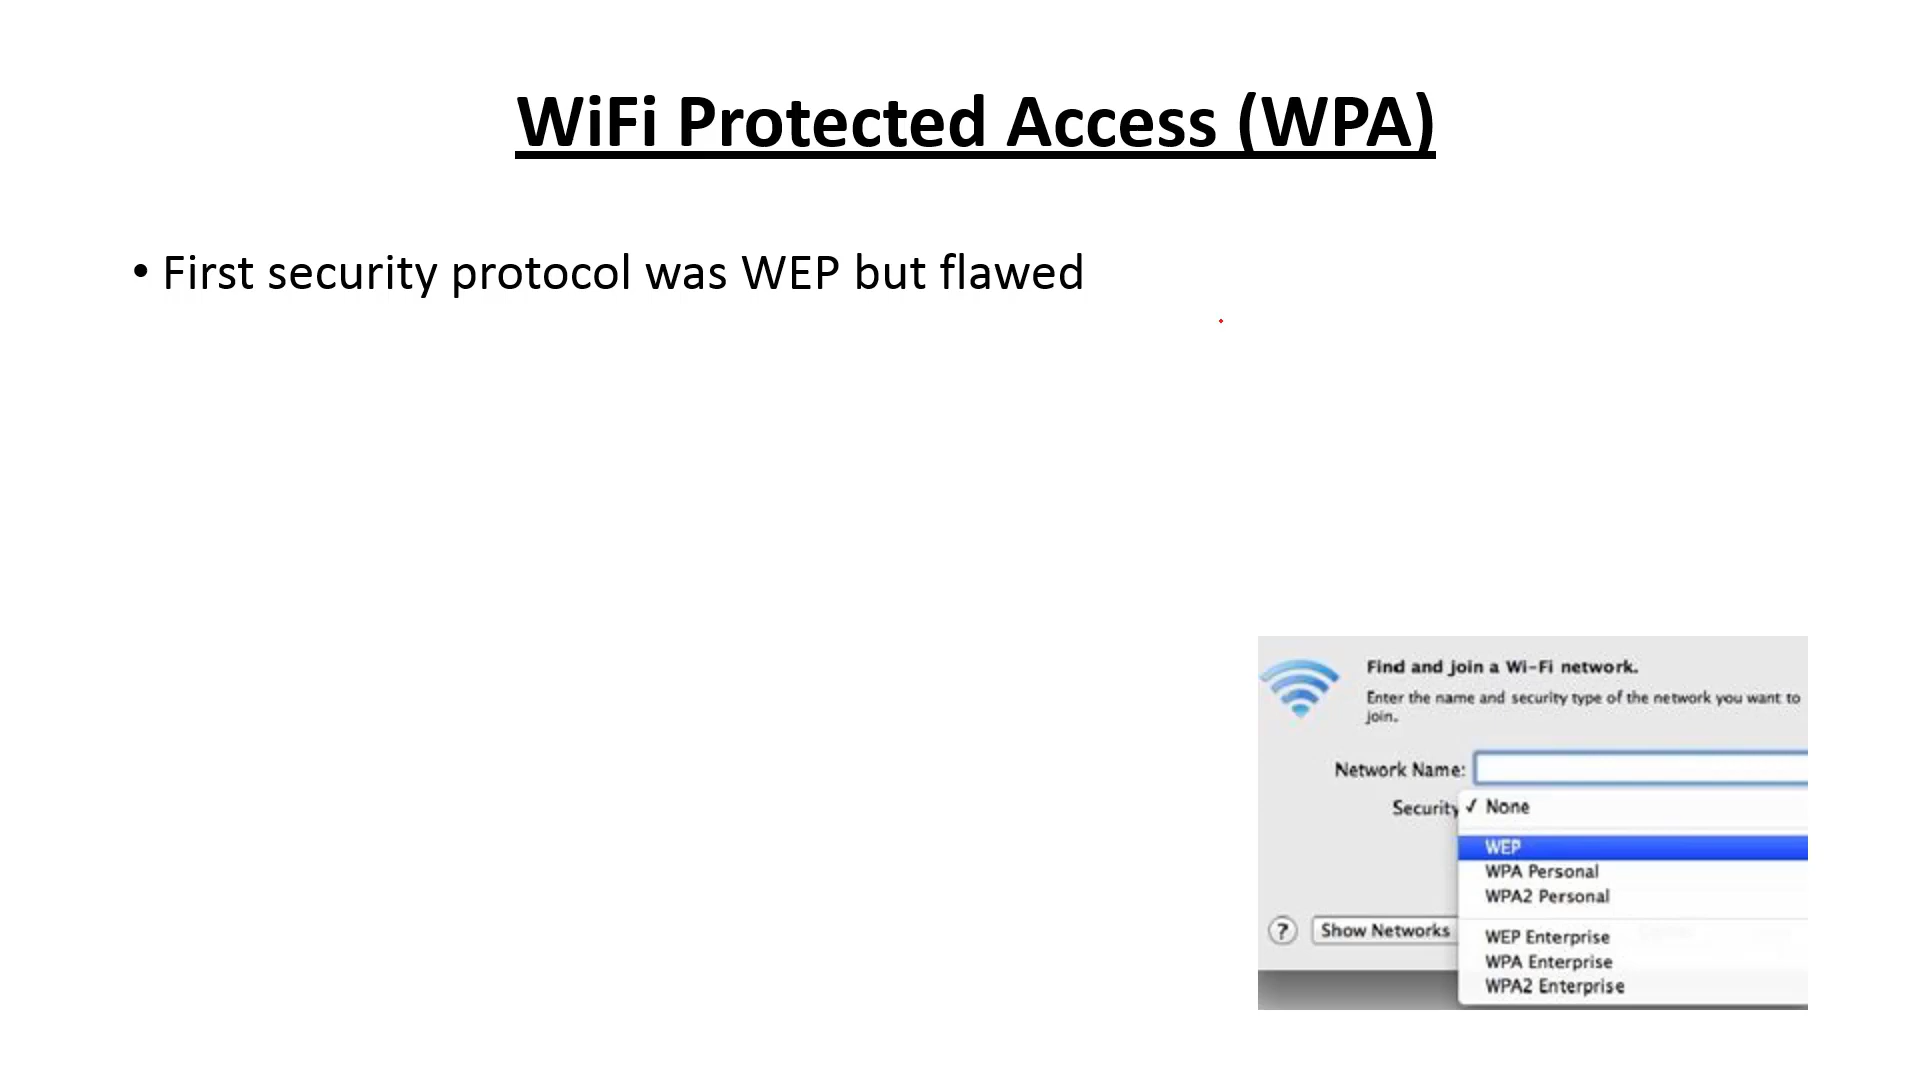 WiFi Protected Access (WPA)
• First security protocol was WEP but flawed
Find and join a Wi-Fi network.
Enter the name and security type of the network you want to
join.
Network Name:
Security ✓ None
WEP
WPA Personal
WPA2 Personal
WEP Enterprise
? Show Networks
WPA Enterprise
WPA2 Enterprise